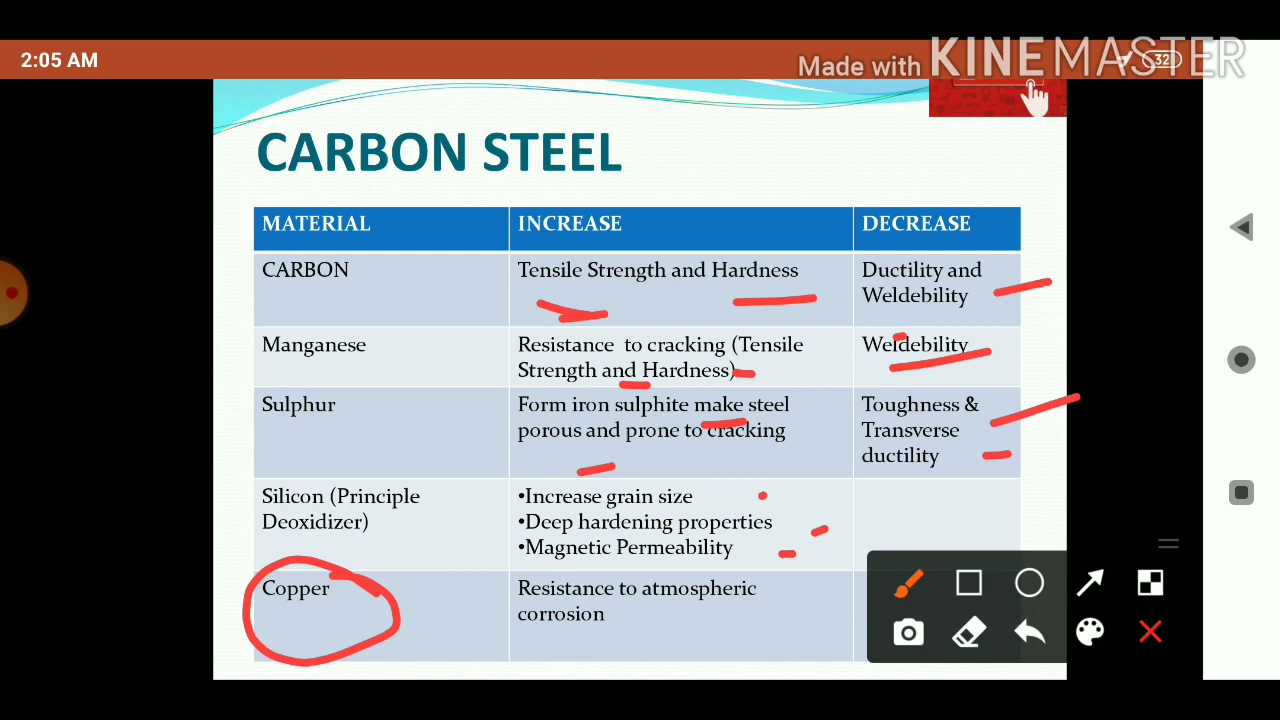 2:05 AM
Made with KINEMASTER
32
CARBON STEEL
MATERIAL INCREASE DECREASE
CARBON Tensile Strength and Hardness Ductility and
Weldebility
Manganese Resistance to cracking (Tensile Weldebility
Strength and Hardness)
Sulphur Form iron sulphite make steel Toughness &
porous and prone to cracking Transverse
ductility
Silicon (Principle •Increase grain size
Deoxidizer) •Deep hardening properties
•Magnetic Permeability
Copper Resistance to atmospheric
corrosion